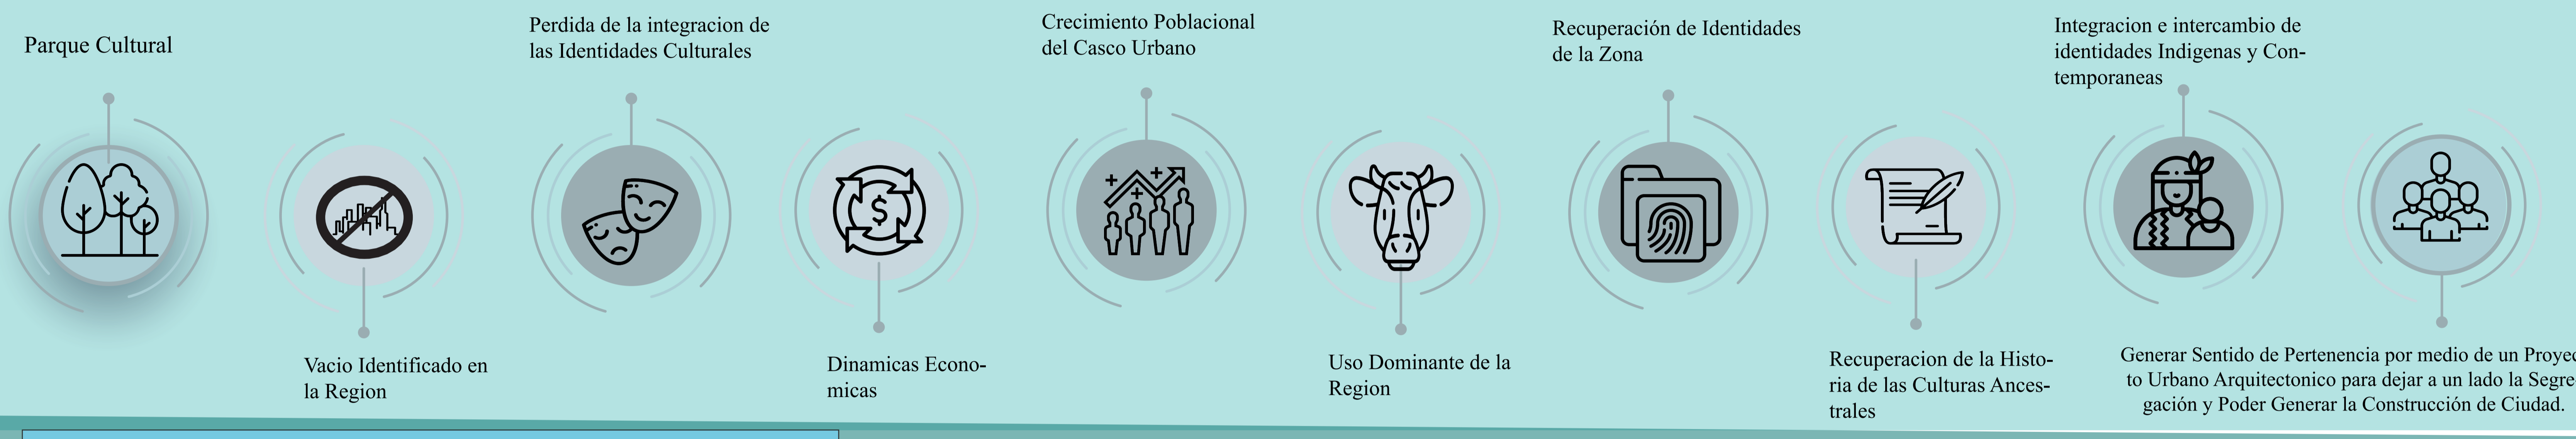 Parque Cultural
Vacio Identificado en
la Region
Perdida de la integracion de
las Identidades Culturales
Dinamicas Econo-
micas
Crecimiento Poblacional
del Casco Urbano
Uso Dominante de la
Region
Recuperación de Identidades
de la Zona
Recuperacion de la Histo-
ria de las Culturas Ances-
trales
Integracion e intercambio de
identidades Indigenas y Con-
temporaneas
Generar Sentido de Pertenencia por medio de un Proyec
to Urbano Arquitectonico para dejar a un lado la Segre
gación y Poder Generar la Construcción de Ciudad.